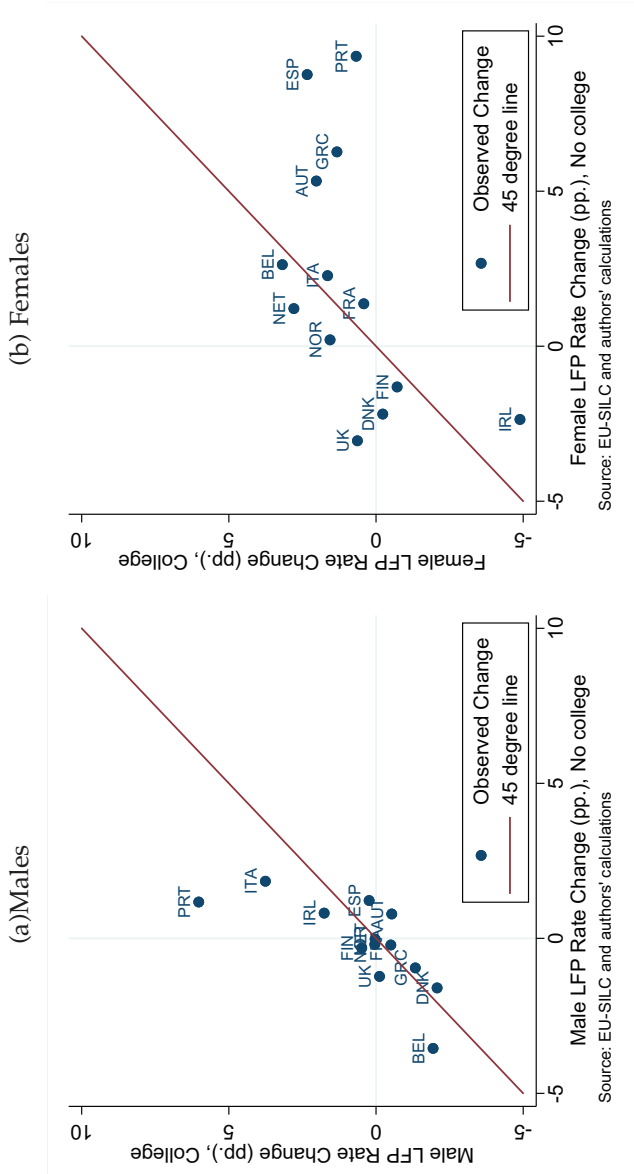 (a)Males
Male LFP Rate Change (pp.), College
10
5
0
-5
PRT
ITA
IRL
ESP
AUT
FIN
UK
GRC
DNK
BEL
-5
0
5
10
Male LFP Rate Change (pp.), No college
Observed Change
45 degree line
Source: EU-SILC and authors' calculations
(b) Females
Female LFP Rate Change (pp.), College
10
5
0
-5
ESP
PRT
AUT
GRC
BEL
NET
ITA
NOR
FRA
UK
DNK
FIN
IRL
-5
0
5
10
Female LFP Rate Change (pp.), No college
Observed Change
45 degree line
Source: EU-SILC and authors' calculations